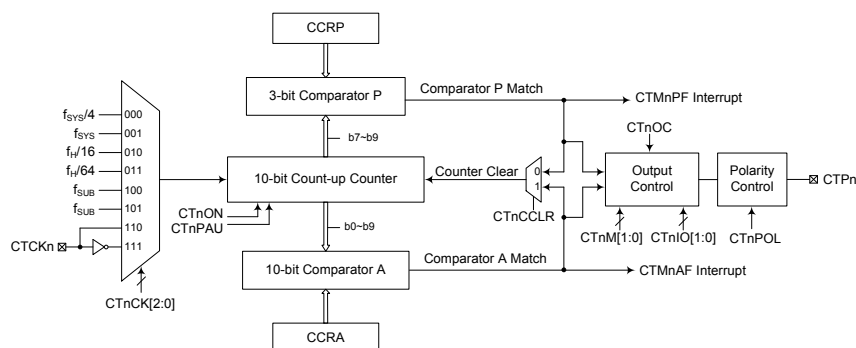 CCRP
3-bit Comparator P
Comparator P Match
CTMnPF Interrupt
b7~b9
CTnOC
fSYS/4
000
fSYS
001
fH/16
010
fH/64
011
fSUB
100
fSUB
101
110
111
CTCKn
CTnCK[2:0]
10-bit Count-up Counter
Counter Clear
0
1
CTnCCLR
Output
Control
Polarity
Control
CTPn
CTnON
CTnPAU
CTnM[1:0]
CTnIO[1:0]
CTnPOL
b0~b9
10-bit Comparator A
Comparator A Match
CTMnAF Interrupt
CCRA